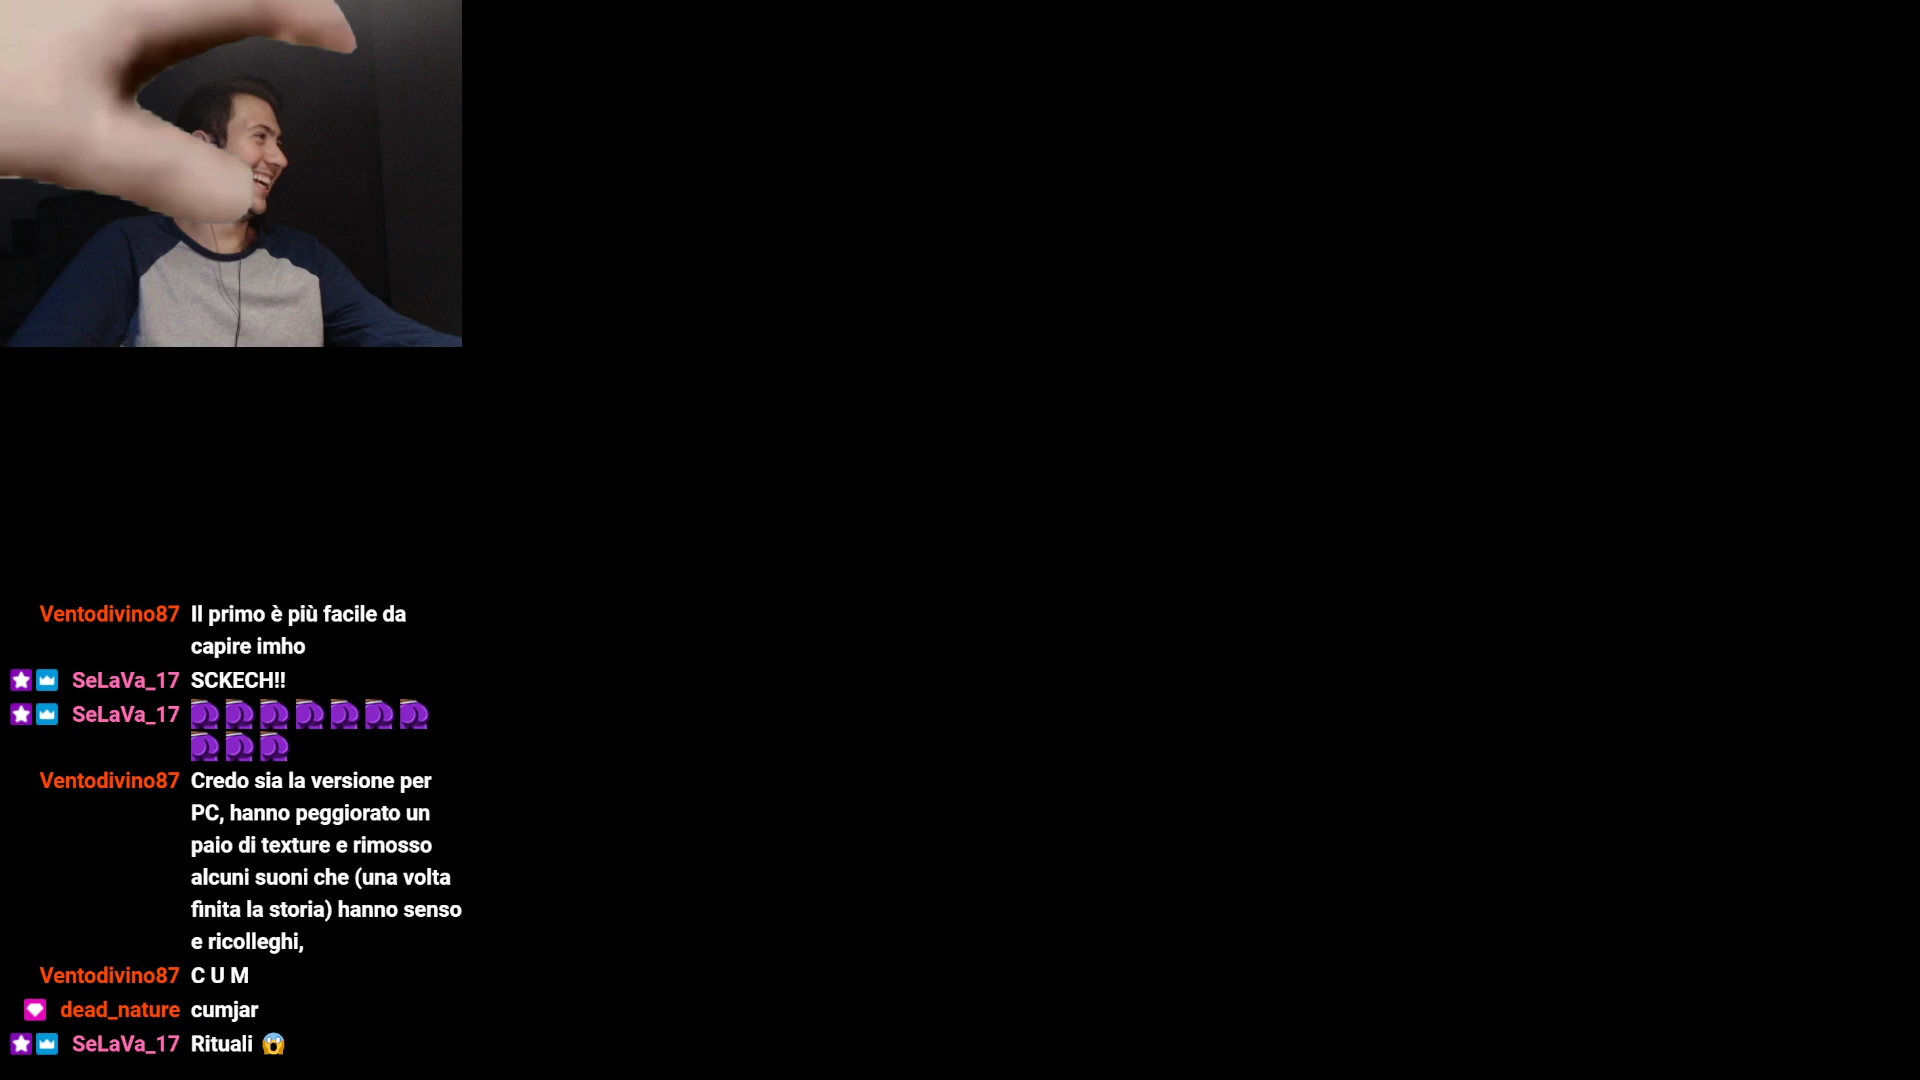 Ventodivino87 Il primo è più facile da
capire imho
SeLaVa_17 SCKECH!!
SeLaVa_17
Ventodivino87 Credo sia la versione per
PC, hanno peggiorato un
paio di texture e rimosso
alcuni suoni che (una volta
finita la storia) hanno senso
e ricolleghi,
Ventodivino87 C U M
dead_nature cumjar
SeLaVa_17 Rituali 😱